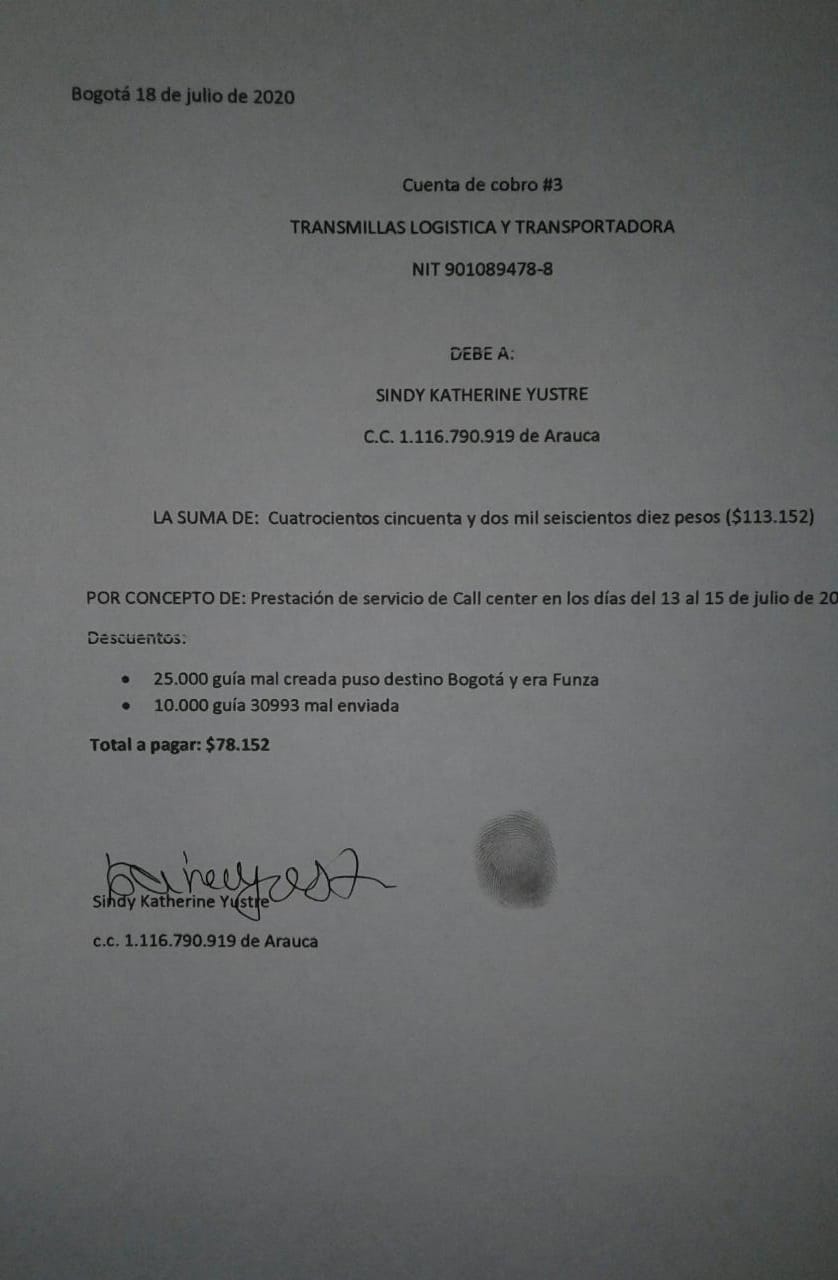 Bogotá 18 de julio de 2020
Cuenta de cobro #3
TRANSMILLAS LOGISTICA Y TRANSPORTADORA
NIT 901089478-8
DEBE A:
SINDY KATHERINE YUSTRE
C.C. 1.116.790.919 de Arauca
LA SUMA DE: Cuatrocientos cincuenta y dos mil seiscientos diez pesos ($113.152)
POR CONCEPTO DE: Prestación de servicio de Call center en los días del 13 al 15 de julio de 20
Descuentos:
• 25.000 guía mal creada puso destino Bogotá y era Funza
• 10.000 guía 30993 mal enviada
Total a pagar: $78.152
Sindy Katherine Yustre
c.c. 1.116.790.919 de Arauca